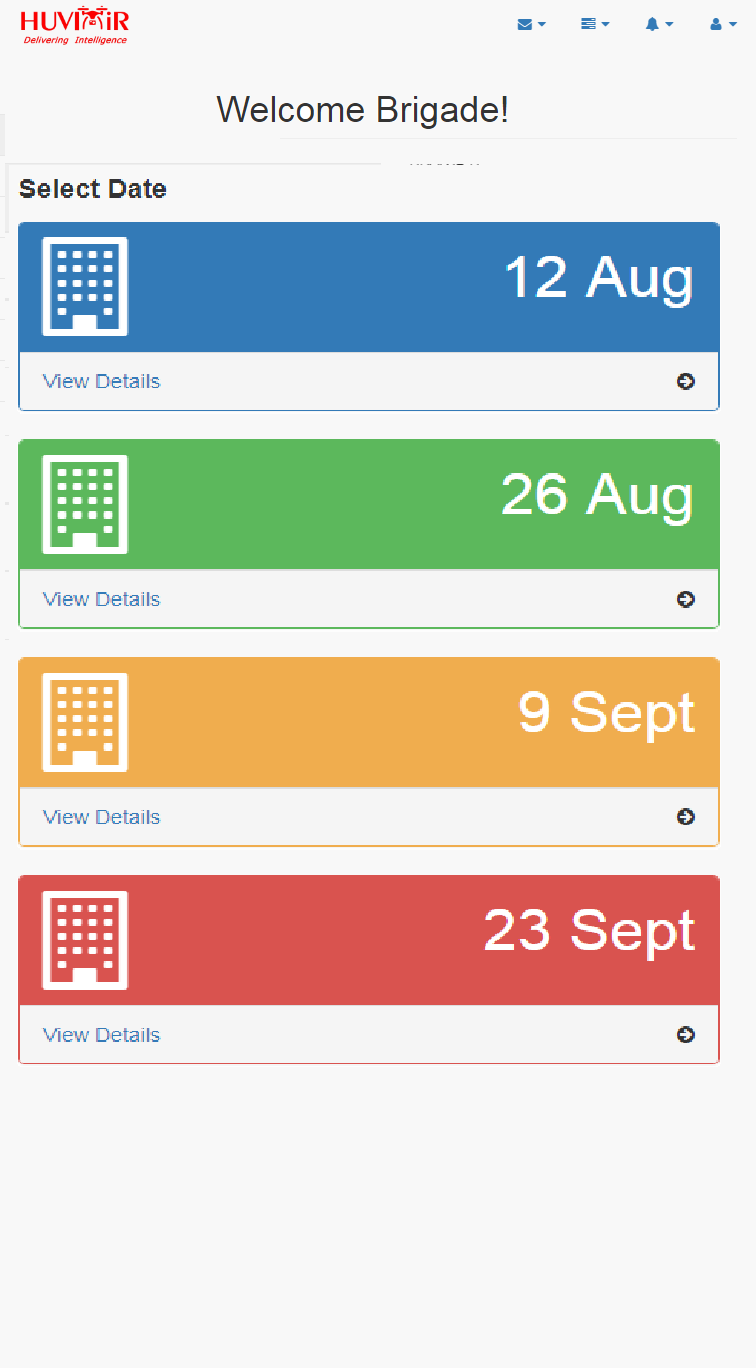 HUViAiR
Delivering Intelligence
Welcome Brigade!
Select Date
12 Aug
View Details
26 Aug
View Details
9 Sept
View Details
23 Sept
View Details